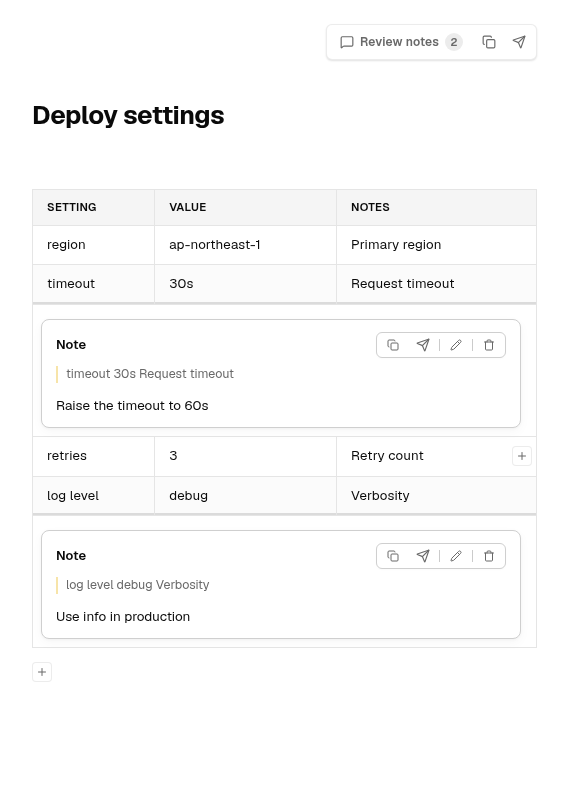 Review notes 2
Deploy settings
SETTING VALUE NOTES
region ap-northeast-1 Primary region
timeout 30s Request timeout
Note
timeout 30s Request timeout
Raise the timeout to 60s
retries 3 Retry count
log level debug Verbosity
Note
log level debug Verbosity
Use info in production